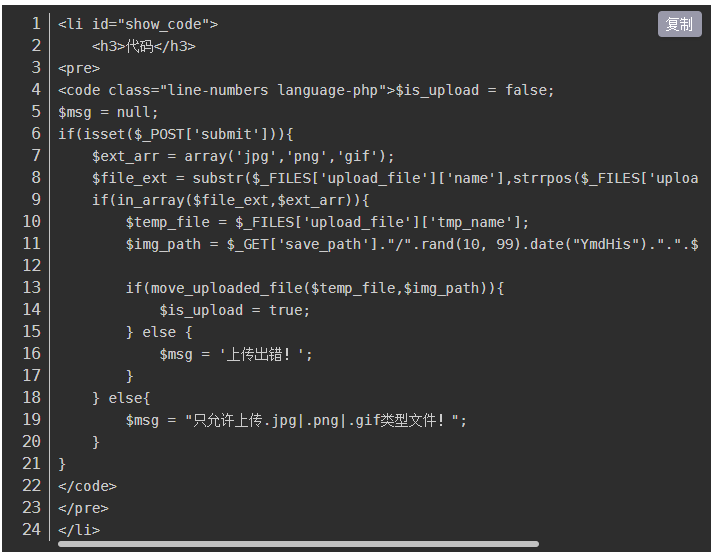 复制
1 <li id="show_code">
2     <h3>代码</h3>
3 <pre>
4 <code class="line-numbers language-php">$is_upload = false;
5 $msg = null;
6 if(isset($_POST['submit'])){
7     $ext_arr = array('jpg','png','gif');
8     $file_ext = substr($_FILES['upload_file']['name'],strrpos($_FILES['uploa
9     if(in_array($file_ext,$ext_arr)){
10         $temp_file = $_FILES['upload_file']['tmp_name'];
11         $img_path = $_GET['save_path']."/".rand(10, 99).date("YmdHis").".".$
12
13         if(move_uploaded_file($temp_file,$img_path)){
14             $is_upload = true;
15         } else {
16             $msg = '上传出错！';
17         }
18     } else{
19         $msg = "只允许上传.jpg|.png|.gif类型文件！";
20     }
21 }
22 </code>
23 </pre>
24 </li>